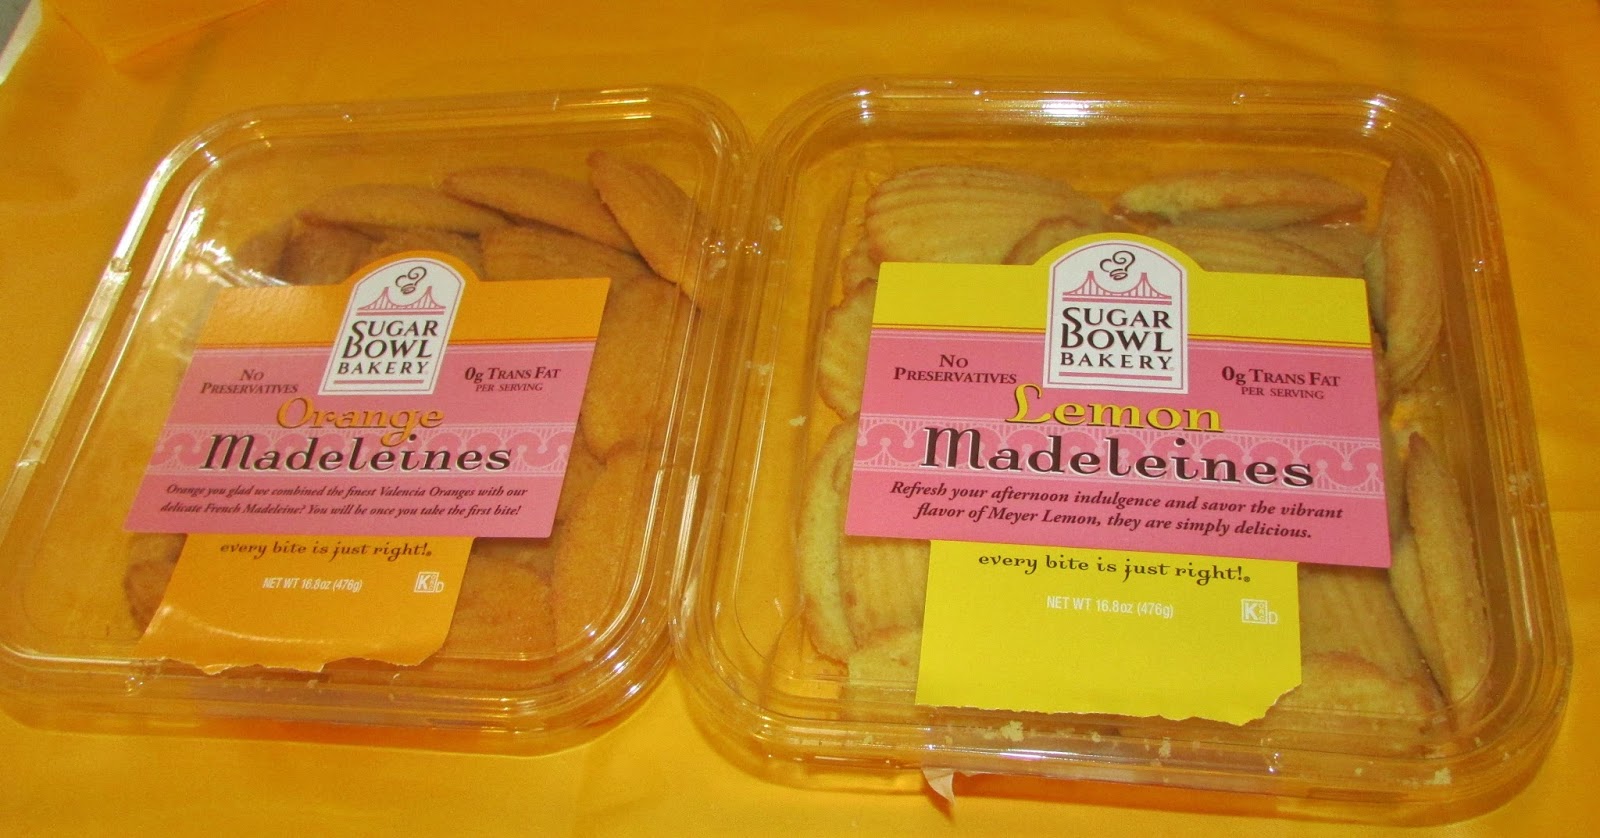 SUGAR
BOWL
BAKERY
No
Preservatives
0g Trans Fat
per serving
Orange
Madeleines
Orange you glad we combined the finest Valencia Oranges with our
delicate French Madeleine? You will be once you take the first bite!
every bite is just right!®
NET WT 16.8oz (476g)
K D
SUGAR
BOWL
BAKERY
No
Preservatives
0g Trans Fat
per serving
Lemon
Madeleines
Refresh your afternoon indulgence and savor the vibrant
flavor of Meyer Lemon, they are simply delicious.
every bite is just right!®
NET WT 16.8oz (476g)
K D